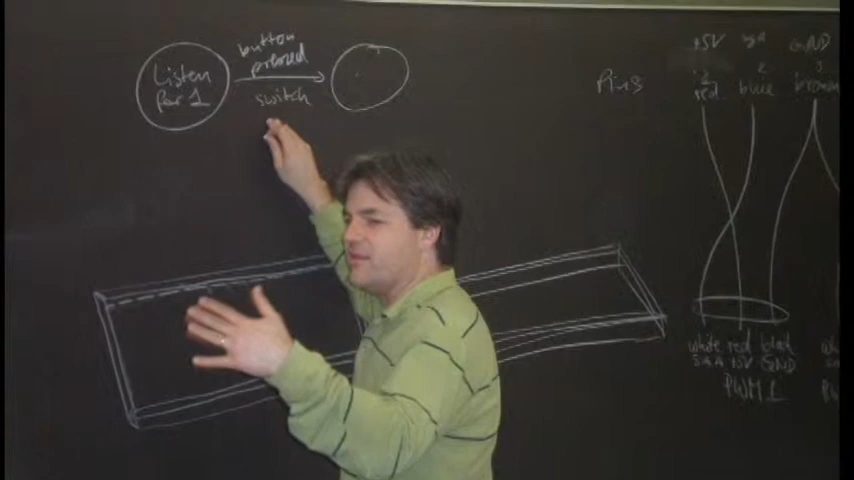 Listen
for 1
button
pressed
switch
Pins
+5V
GND
2
2
3
red
blue
brown
white red black
+5V GND
PWM 1